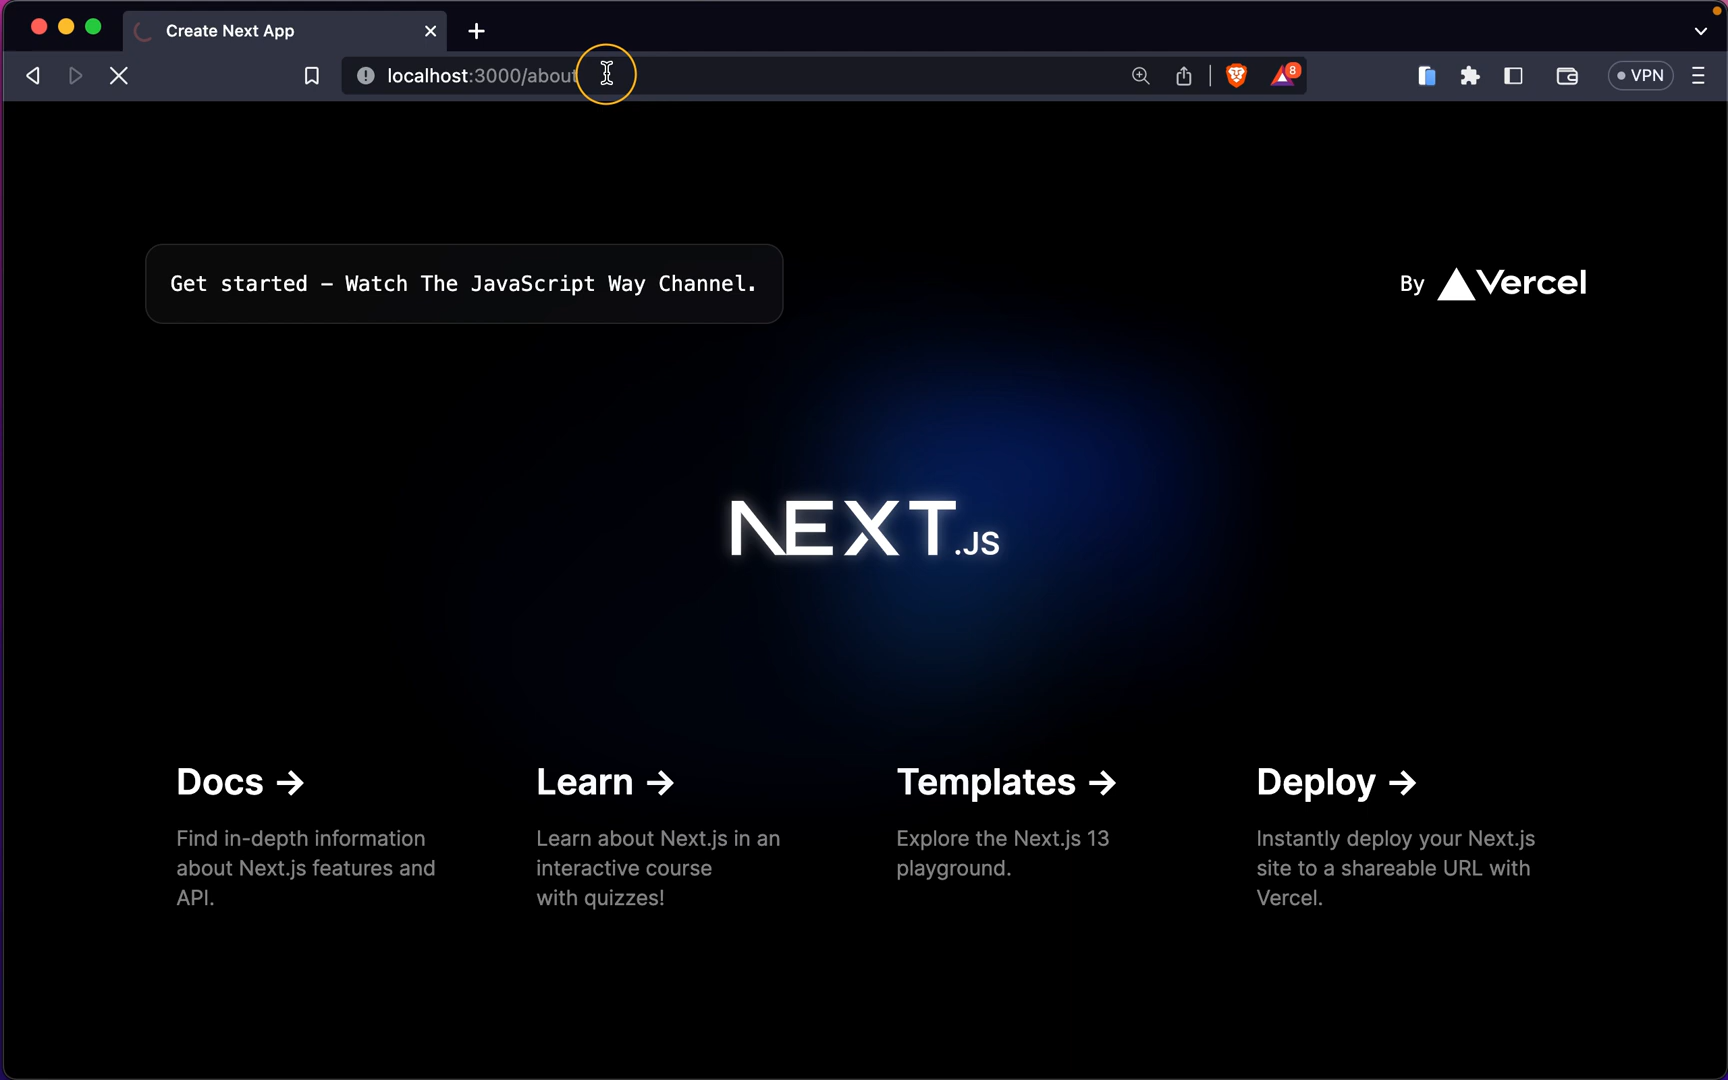 Create Next App
localhost:3000/about
8
VPN
Get started – Watch The JavaScript Way Channel.
By Vercel
NEXT.JS
Docs →
Find in-depth information
about Next.js features and
API.
Learn →
Learn about Next.js in an
interactive course
with quizzes!
Templates →
Explore the Next.js 13
playground.
Deploy →
Instantly deploy your Next.js
site to a shareable URL with
Vercel.